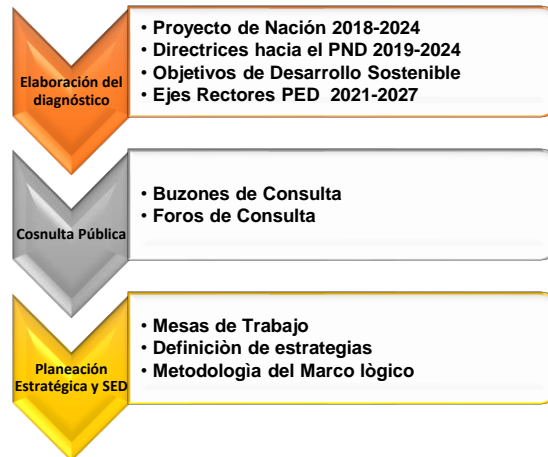 Elaboración del
diagnóstico
• Proyecto de Nación 2018-2024
• Directrices hacia el PND 2019-2024
• Objetivos de Desarrollo Sostenible
• Ejes Rectores PED 2021-2027
Cosnulta Pública
• Buzones de Consulta
• Foros de Consulta
Planeación
Estratégica y SED
• Mesas de Trabajo
• Definiciòn de estrategias
• Metodologìa del Marco lògico